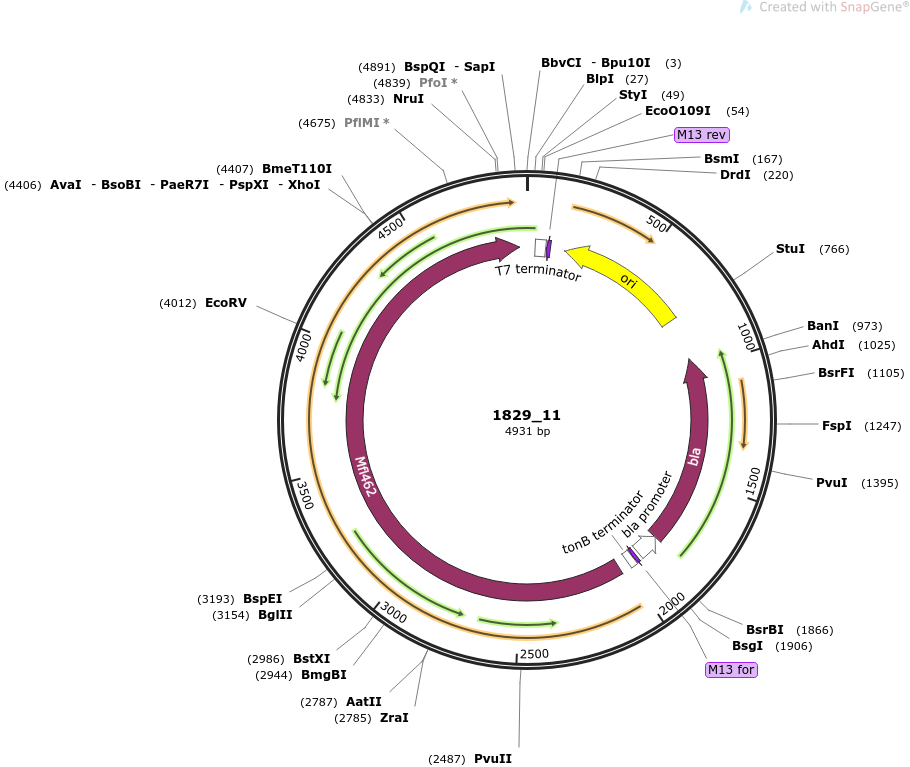 Created with SnapGene®
(4891) BspQI - SapI
(4839) PfoI *
(4833) NruI
(4675) PflMI *
(4407) BmeT110I
(4406) AvaI - BsoBI - PaeR7I - PspXI - XhoI
(4012) EcoRV
(3193) BspEI
(3154) BglII
(2986) BstXI
(2944) BmgBI
(2787) AatII
(2785) ZraI
(2487) PvuII
BbvCI - Bpu10I (3)
BlpI (27)
StyI (49)
EcoO109I (54)
M13 rev
BsmI (167)
DrdI (220)
StuI (766)
BanI (973)
AhdI (1025)
BsrFI (1105)
FspI (1247)
PvuI (1395)
BsrBI (1866)
BsgI (1906)
M13 for
500
1000
1500
2000
2500
3000
3500
4000
4500
T7 terminator
ori
bla
bla promoter
tonB terminator
Mfl462
1829_11
4931 bp